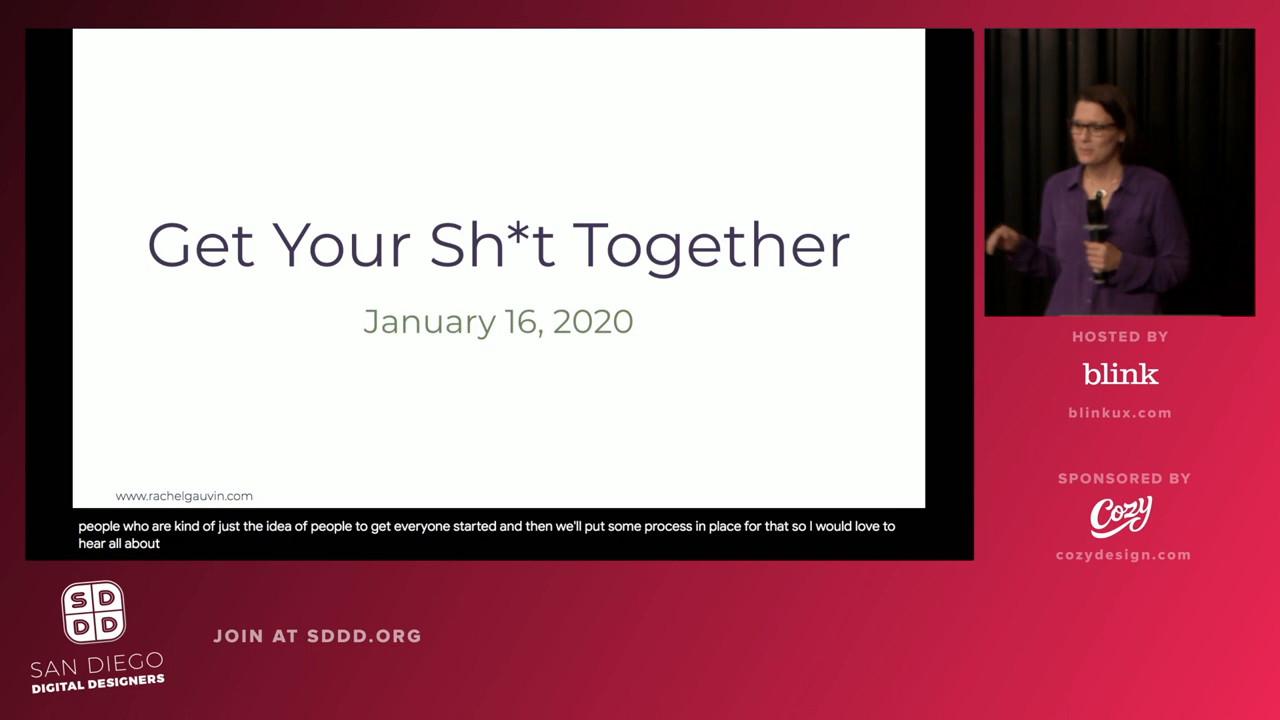 Get Your Sh*t Together
January 16, 2020
www.rachelgauvin.com
people who are kind of just the idea of people to get everyone started and then we'll put some process in place for that so I would love to
hear all about
HOSTED BY
blink
blinkux.com
SPONSORED BY
Cozy
cozydesign.com
SD
DD
SAN DIEGO
DIGITAL DESIGNERS
JOIN AT SDDD.ORG